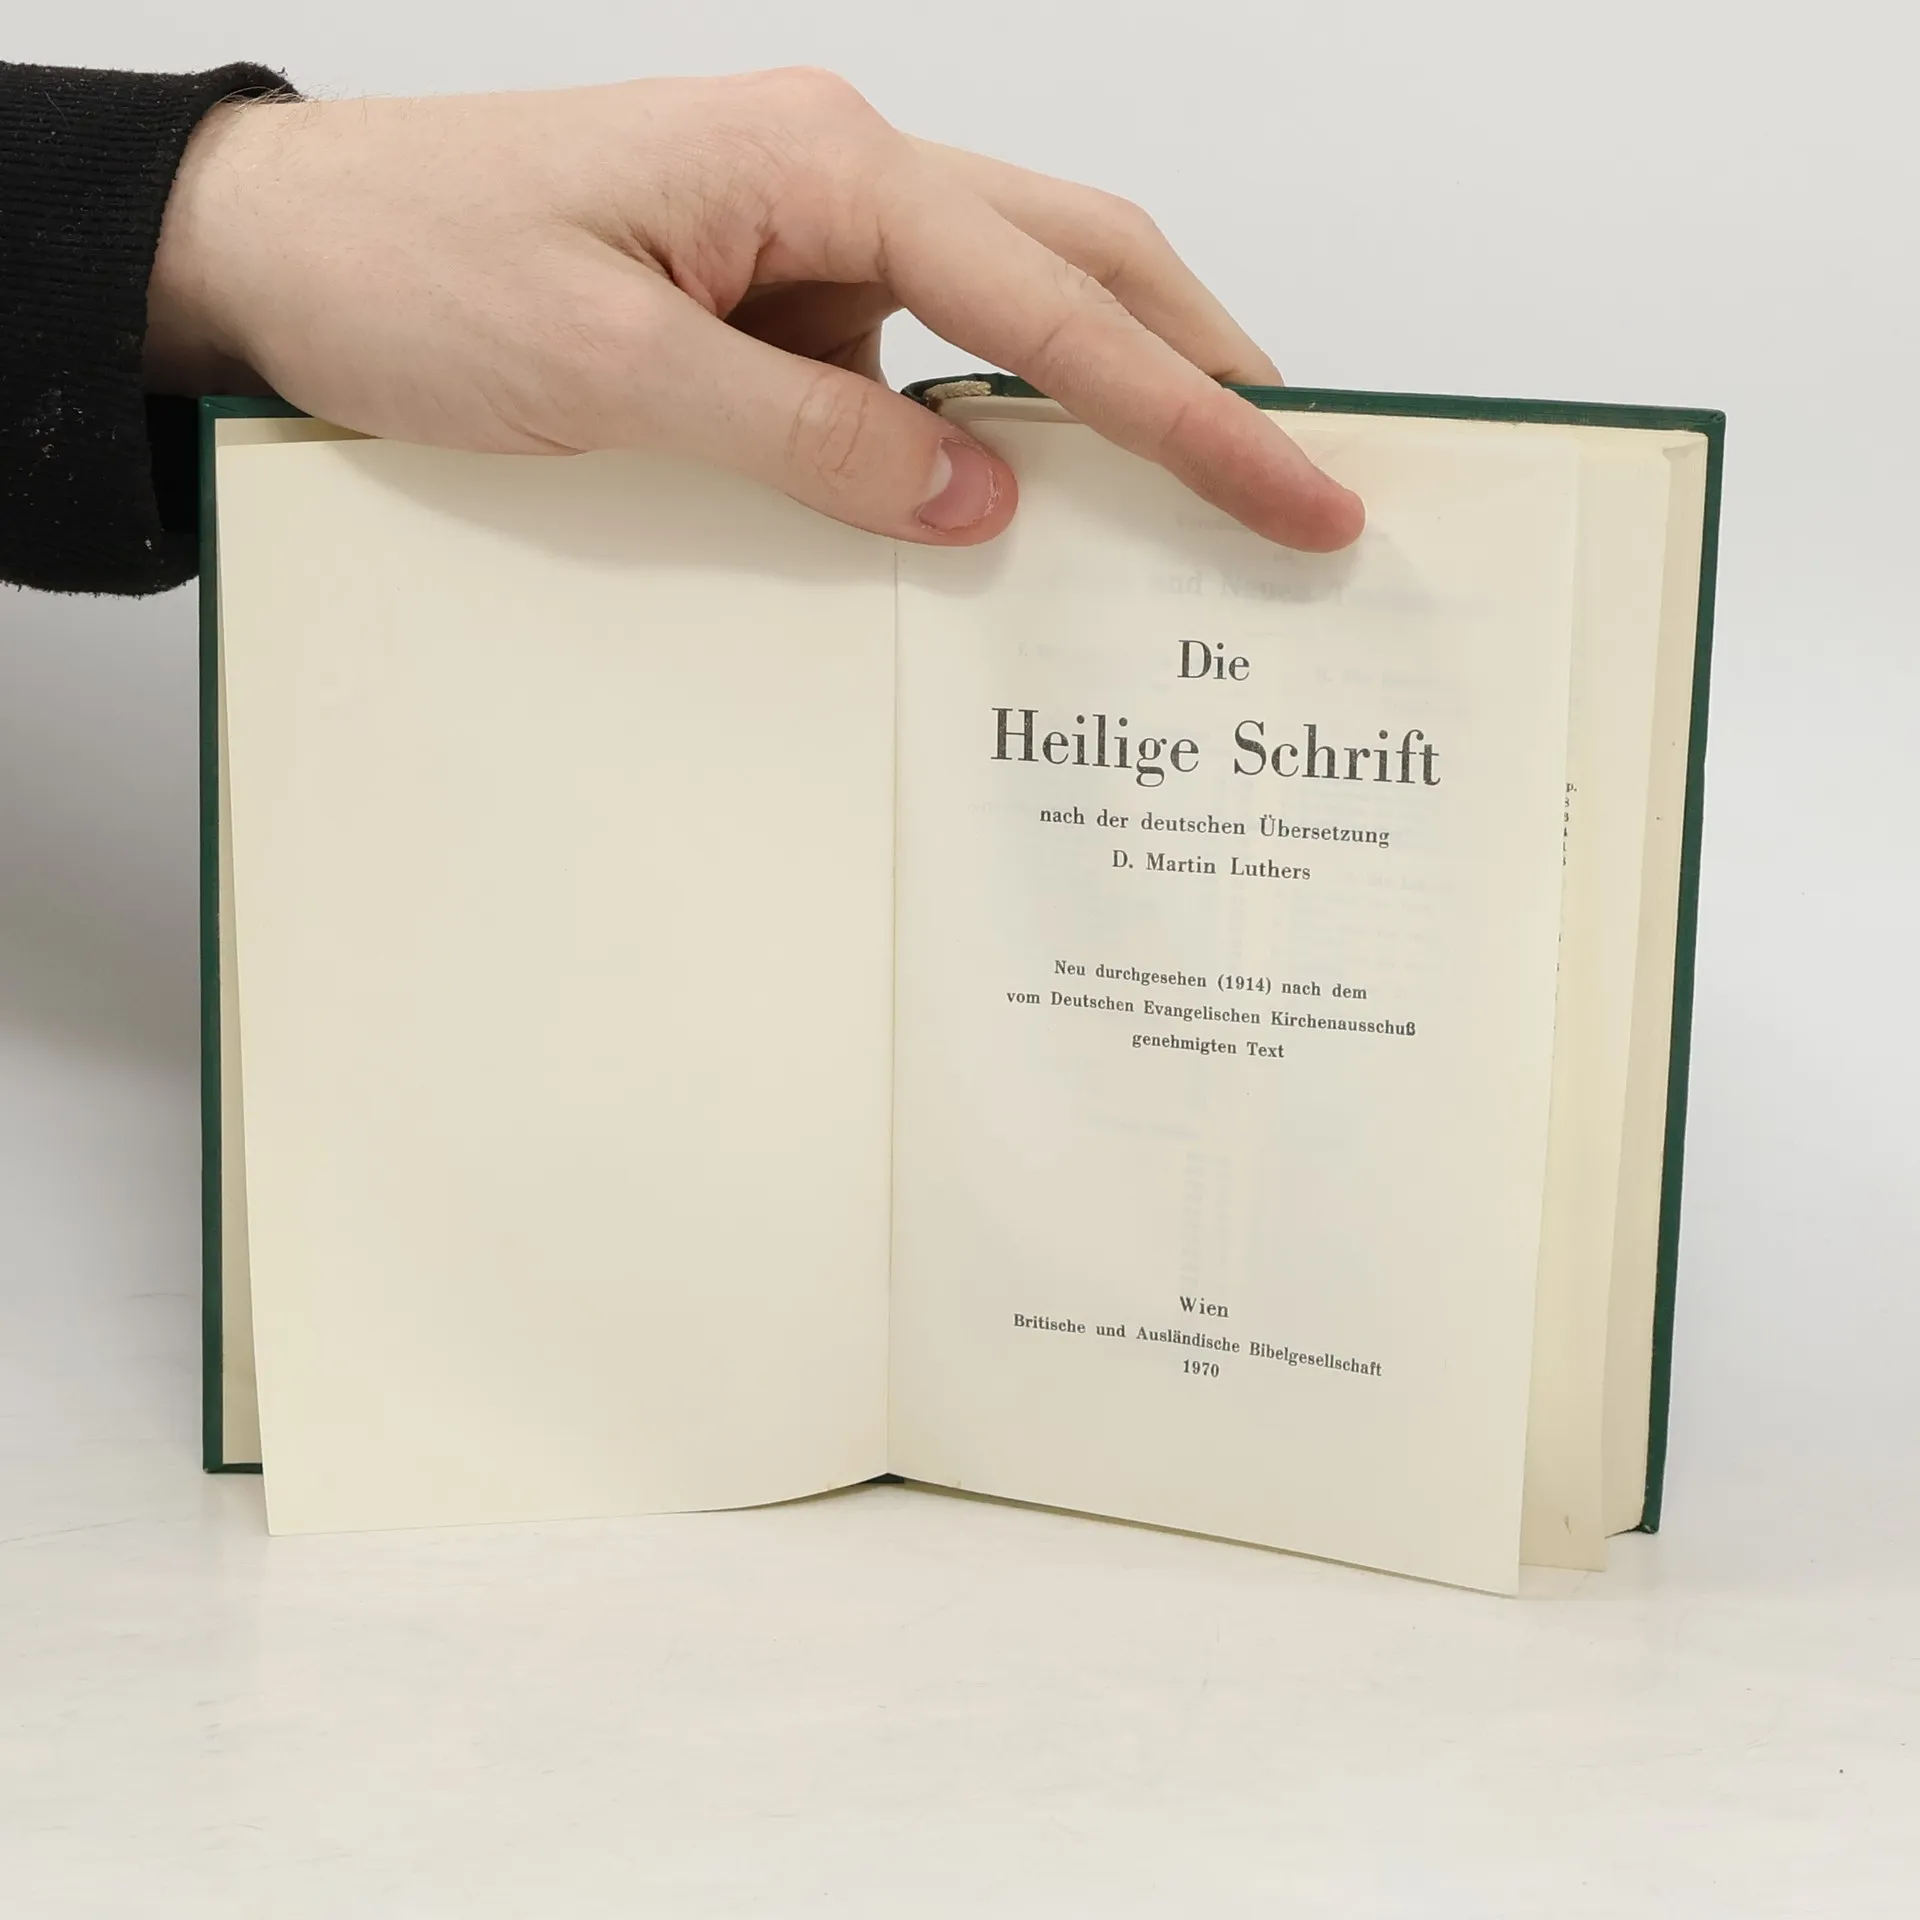 Die
Heilige Schrift
nach der deutschen Übersetzung
D. Martin Luthers
Neu durchgesehen (1914) nach dem
vom Deutschen Evangelischen Kirchenausschuß
genehmigten Text
Wien
Britische und Ausländische Bibelgesellschaft
1970